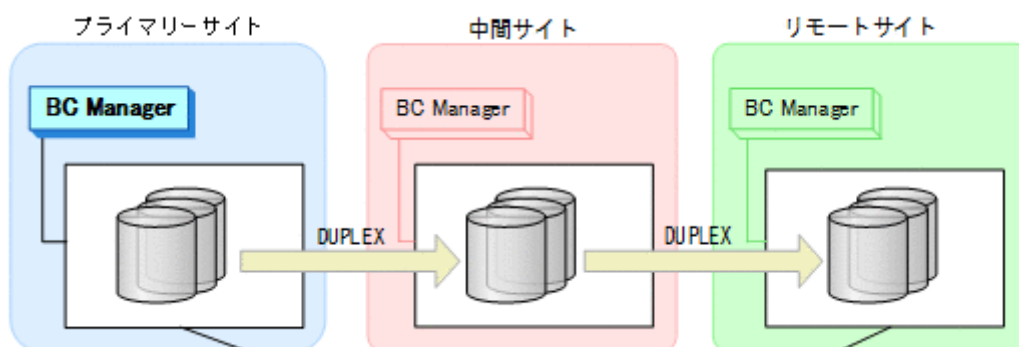 プライマリーサイト
中間サイト
リモートサイト
BC Manager
BC Manager
BC Manager
DUPLEX
DUPLEX